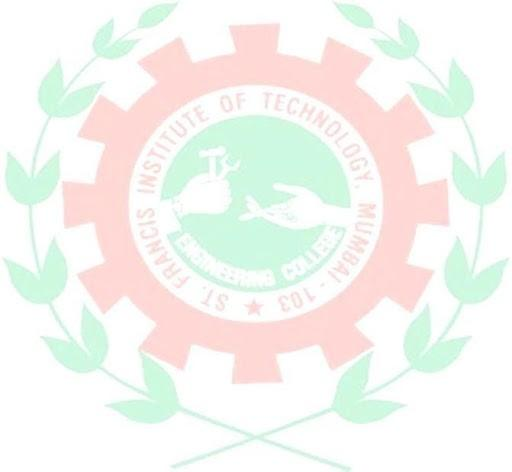 ST. FRANCIS INSTITUTE OF TECHNOLOGY, MUMBAI - 103
ENGINEERING COLLEGE